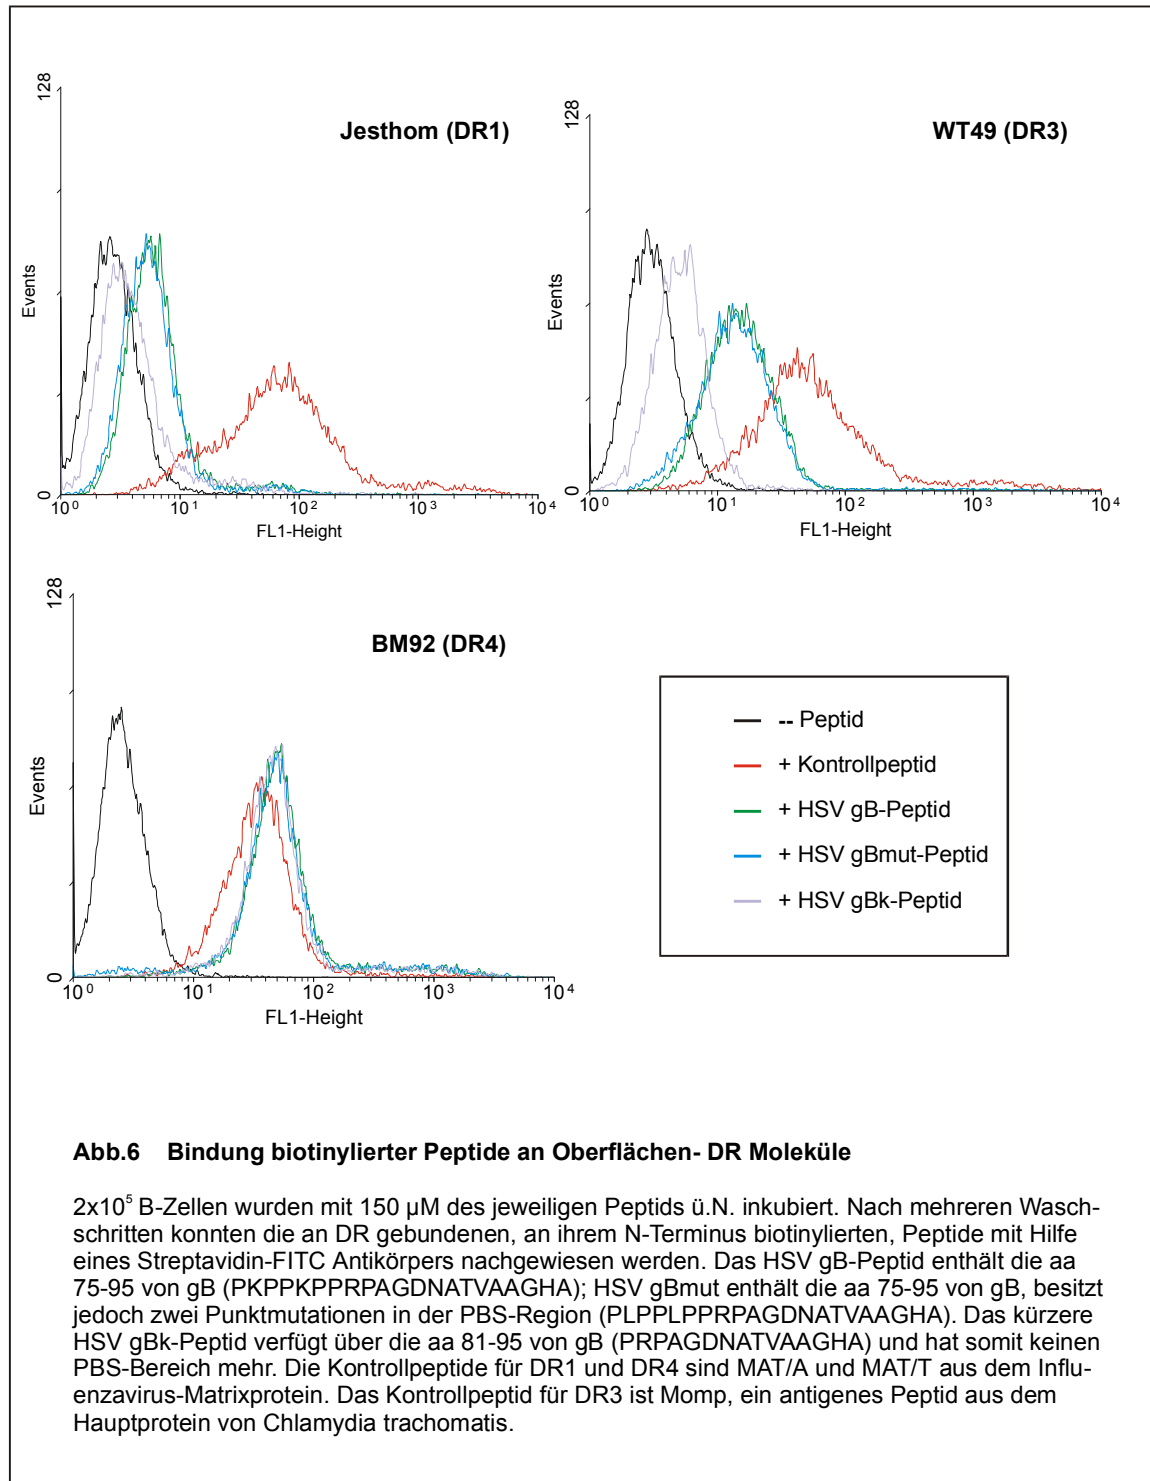 128
Jesthom (DR1)
Events
0
10⁰ 10¹ 10² 10³ 10⁴
FL1-Height
128
WT49 (DR3)
Events
0
10⁰ 10¹ 10² 10³ 10⁴
FL1-Height
128
BM92 (DR4)
Events
0
10⁰ 10¹ 10² 10³ 10⁴
FL1-Height
-- Peptid
+ Kontrollpeptid
+ HSV gB-Peptid
+ HSV gBmut-Peptid
+ HSV gBk-Peptid
Abb.6 Bindung biotinylierter Peptide an Oberflächen- DR Moleküle
2x10⁵ B-Zellen wurden mit 150 µM des jeweiligen Peptids ü.N. inkubiert. Nach mehreren Wasch-
schritten konnten die an DR gebundenen, an ihrem N-Terminus biotinylierten, Peptide mit Hilfe
eines Streptavidin-FITC Antikörpers nachgewiesen werden. Das HSV gB-Peptid enthält die aa
75-95 von gB (PKPPKPPRPAGDNATVAAGHA); HSV gBmut enthält die aa 75-95 von gB, besitzt
jedoch zwei Punktmutationen in der PBS-Region (PLPPLPPRPAGDNATVAAGHA). Das kürzere
HSV gBk-Peptid verfügt über die aa 81-95 von gB (PRPAGDNATVAAGHA) und hat somit keinen
PBS-Bereich mehr. Die Kontrollpeptide für DR1 und DR4 sind MAT/A und MAT/T aus dem Influ-
enzavirus-Matrixprotein. Das Kontrollpeptid für DR3 ist Momp, ein antigenes Peptid aus dem
Hauptprotein von Chlamydia trachomatis.